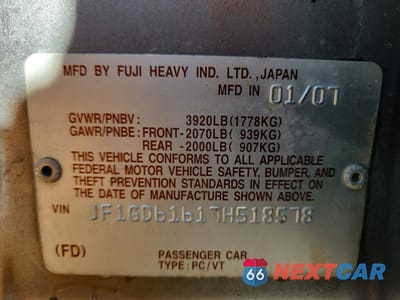 MFD BY FUJI HEAVY IND. LTD.,JAPAN
MFD IN 01/07
GVWR/PNBV: 3920LB(1778KG)
GAWR/PNBE: FRONT-2070LB( 939KG)
REAR -2000LB( 907KG)
THIS VEHICLE CONFORMS TO ALL APPLICABLE
FEDERAL MOTOR VEHICLE SAFETY, BUMPER, AND
THEFT PREVENTION STANDARDS IN EFFECT ON
THE DATE OF MANUFACTURE SHOWN ABOVE.
VIN JF1GD61617H518678
(FD)
PASSENGER CAR
TYPE:PC/VT
66 NEXTCAR